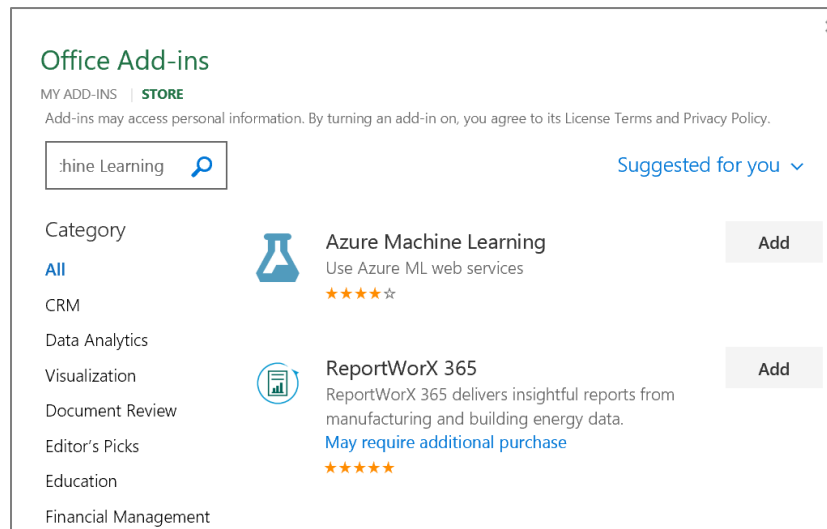 Office Add-ins
MY ADD-INS | STORE
Add-ins may access personal information. By turning an add-in on, you agree to its License Terms and Privacy Policy.
:hine Learning
Suggested for you
Category
All
CRM
Data Analytics
Visualization
Document Review
Editor's Picks
Education
Financial Management
Azure Machine Learning
Use Azure ML web services
Add
ReportWorX 365
ReportWorX 365 delivers insightful reports from
manufacturing and building energy data.
May require additional purchase
Add